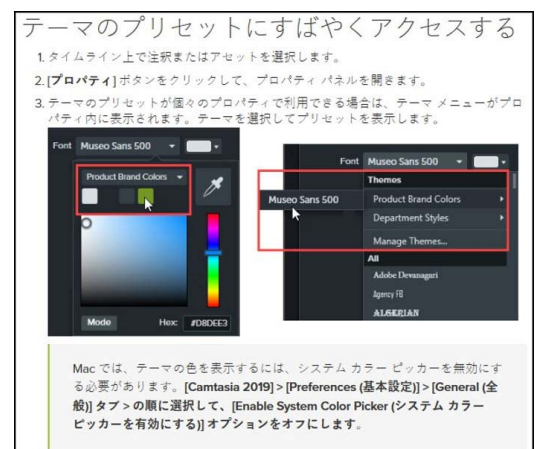 テーマのプリセットにすばやくアクセスする
1. タイムライン上で注釈またはアセットを選択します。
2. [プロパティ] ボタンをクリックして、プロパティ パネルを開きます。
3. テーマのプリセットが個々のプロパティで利用できる場合は、テーマ メニューがプロ
パティ内に表示されます。テーマを選択してプリセットを表示します。
Font Museo Sans 500
Product Brand Colors
Mode Hex: #D8DEE3
Font Museo Sans 500
Themes
Museo Sans 500 Product Brand Colors
Department Styles
Manage Themes...
All
Adobe Devanagari
Agency FB
ALGERIAN
Mac では、テーマの色を表示するには、システム カラー ピッカーを無効にす
る必要があります。[Camtasia 2019] > [Preferences (基本設定)] > [General (全
般)] タブ > の順に選択して、[Enable System Color Picker (システム カラー
ピッカーを有効にする)] オプションをオフにします。